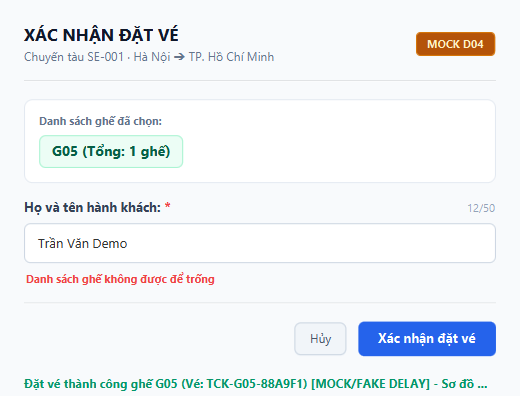 XÁC NHẬN ĐẶT VÉ
MOCK D04
Chuyến tàu SE-001 · Hà Nội ➔ TP. Hồ Chí Minh
Danh sách ghế đã chọn:
G05 (Tổng: 1 ghế)
Họ và tên hành khách: *
12/50
Trần Văn Demo
Danh sách ghế không được để trống
Hủy
Xác nhận đặt vé
Đặt vé thành công ghế G05 (Vé: TCK-G05-88A9F1) [MOCK/FAKE DELAY] - Sơ đồ ...